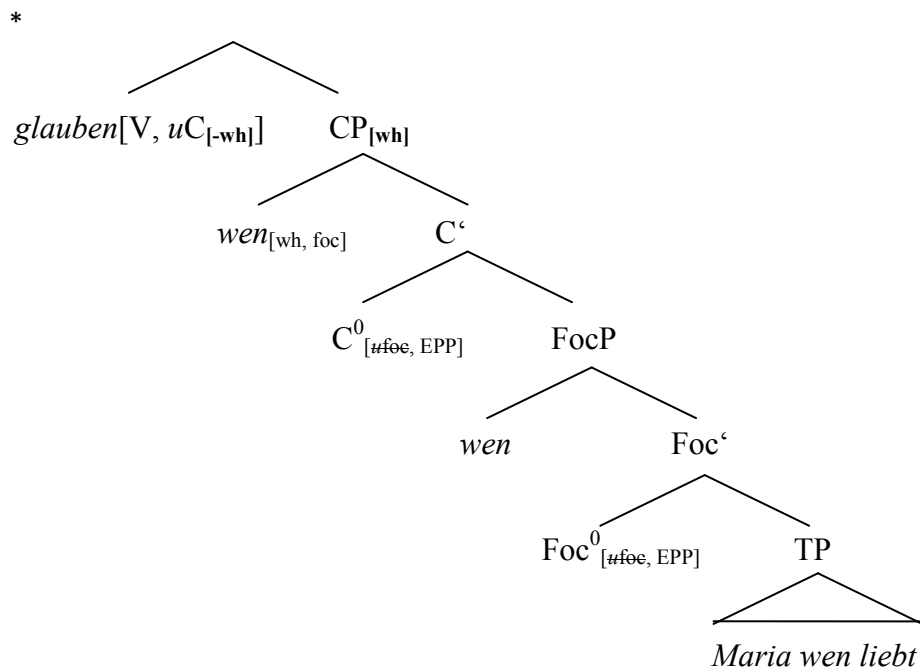 *
glauben[V, uC[-wh]] CP[wh]
wen[wh, foc] C‘
C0[ufoc, EPP] FocP
wen Foc‘
Foc0[ufoc, EPP] TP
Maria wen liebt